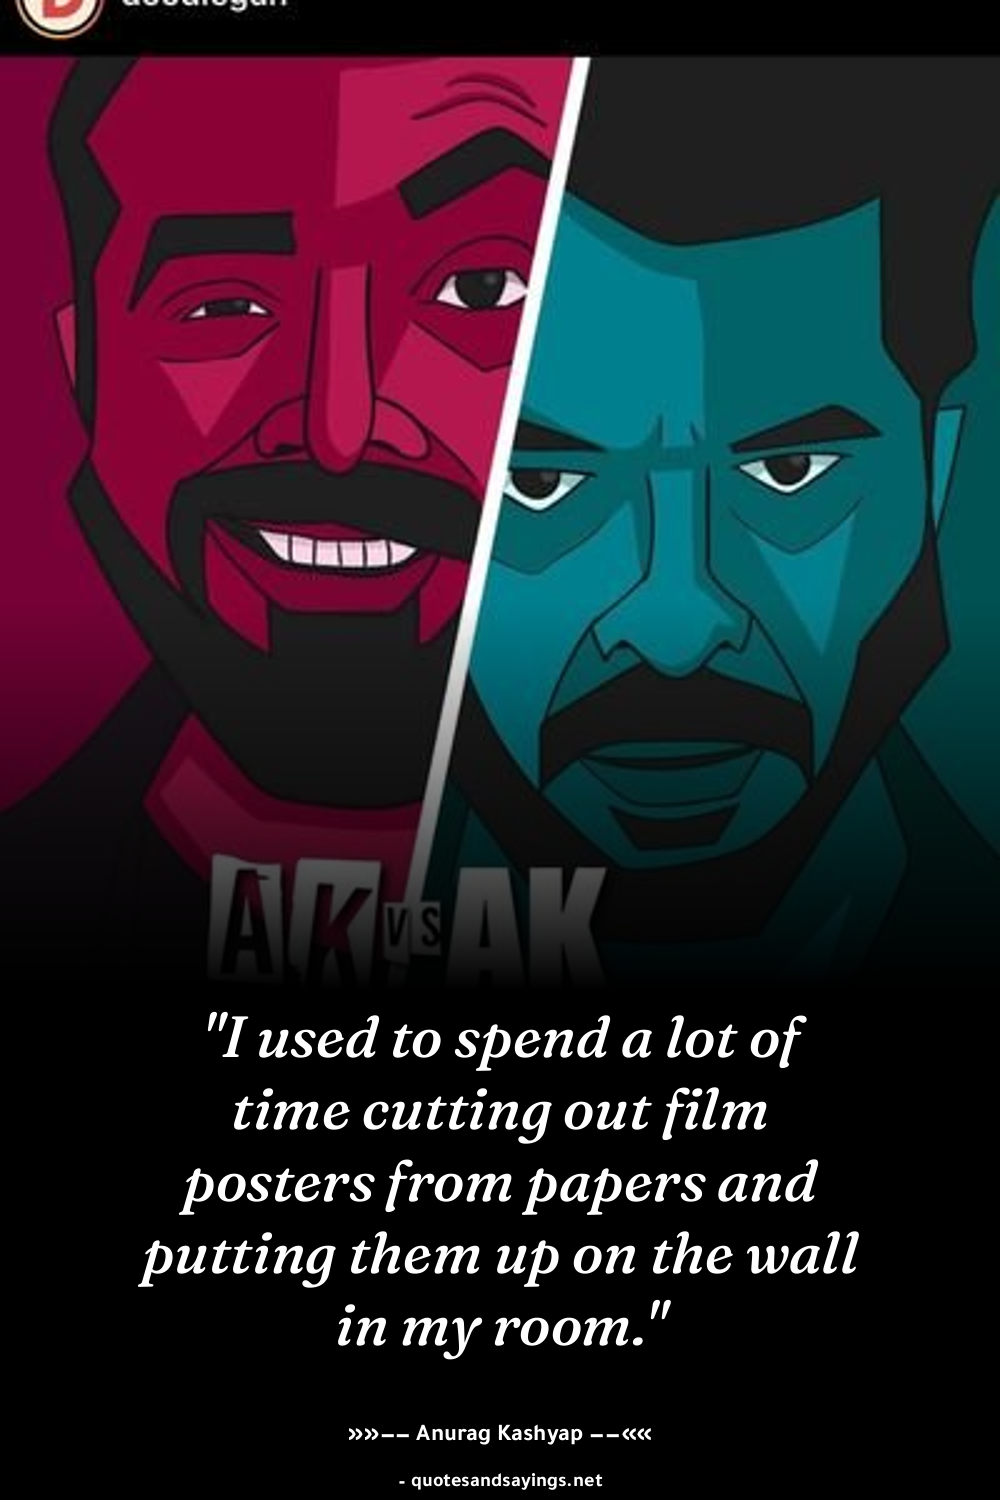 AK VS AK
"I used to spend a lot of
time cutting out film
posters from papers and
putting them up on the wall
in my room."
»»–– Anurag Kashyap ––««
- quotesandsayings.net